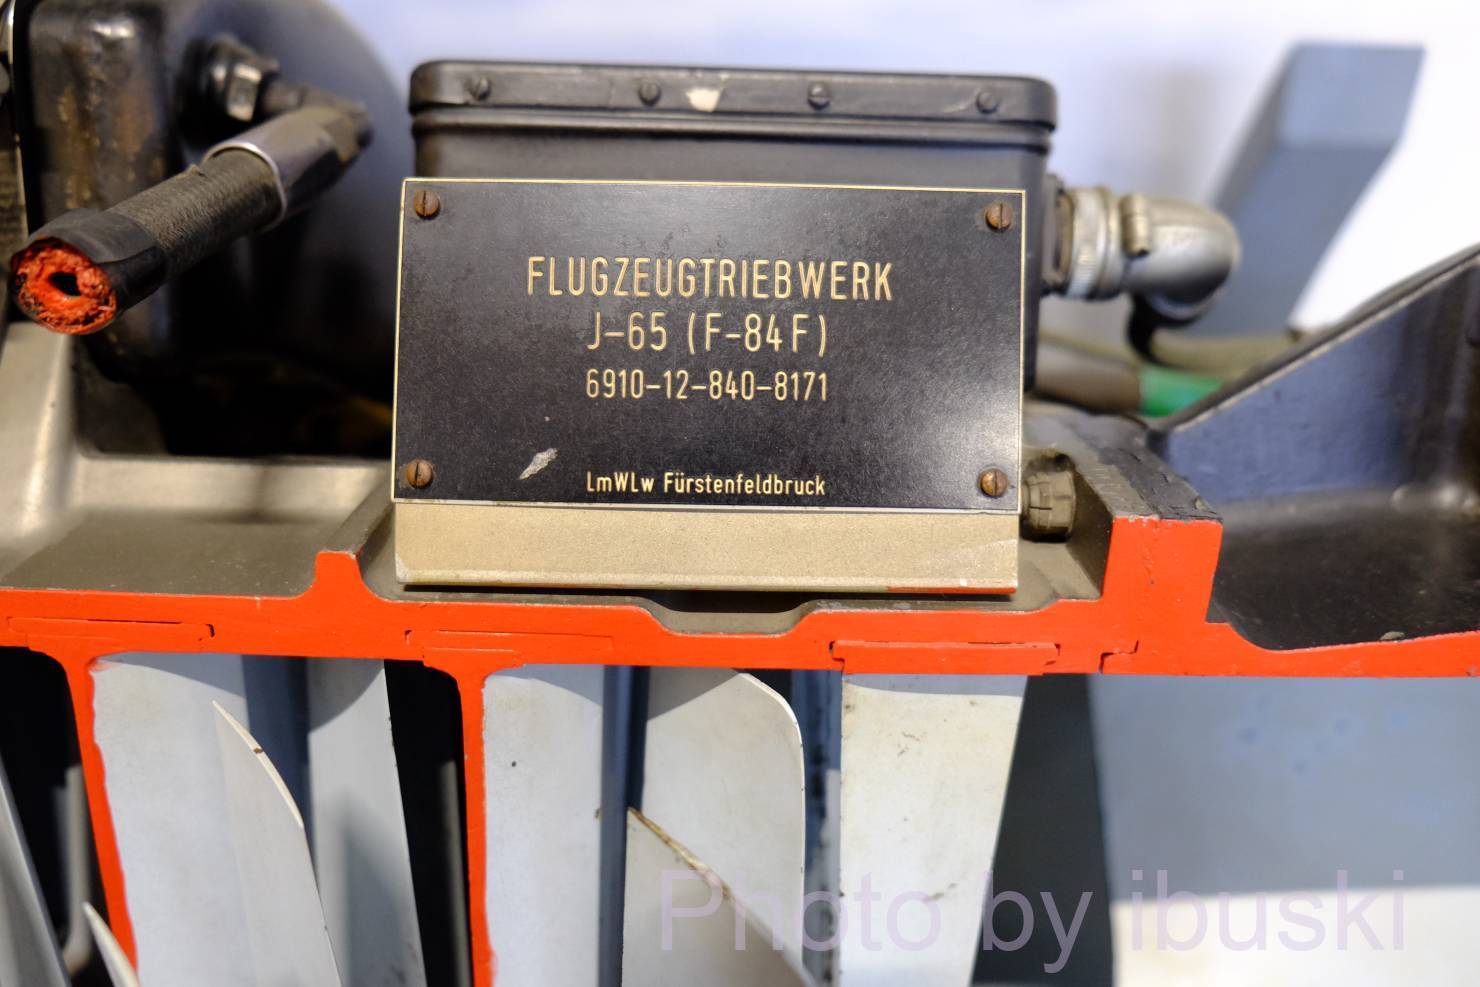 FLUGZEUGTRIEBWERK
J-65 (F-84F)
6910-12-840-8171
LmWLw Fürstenfeldbruck
Photo by ibuski